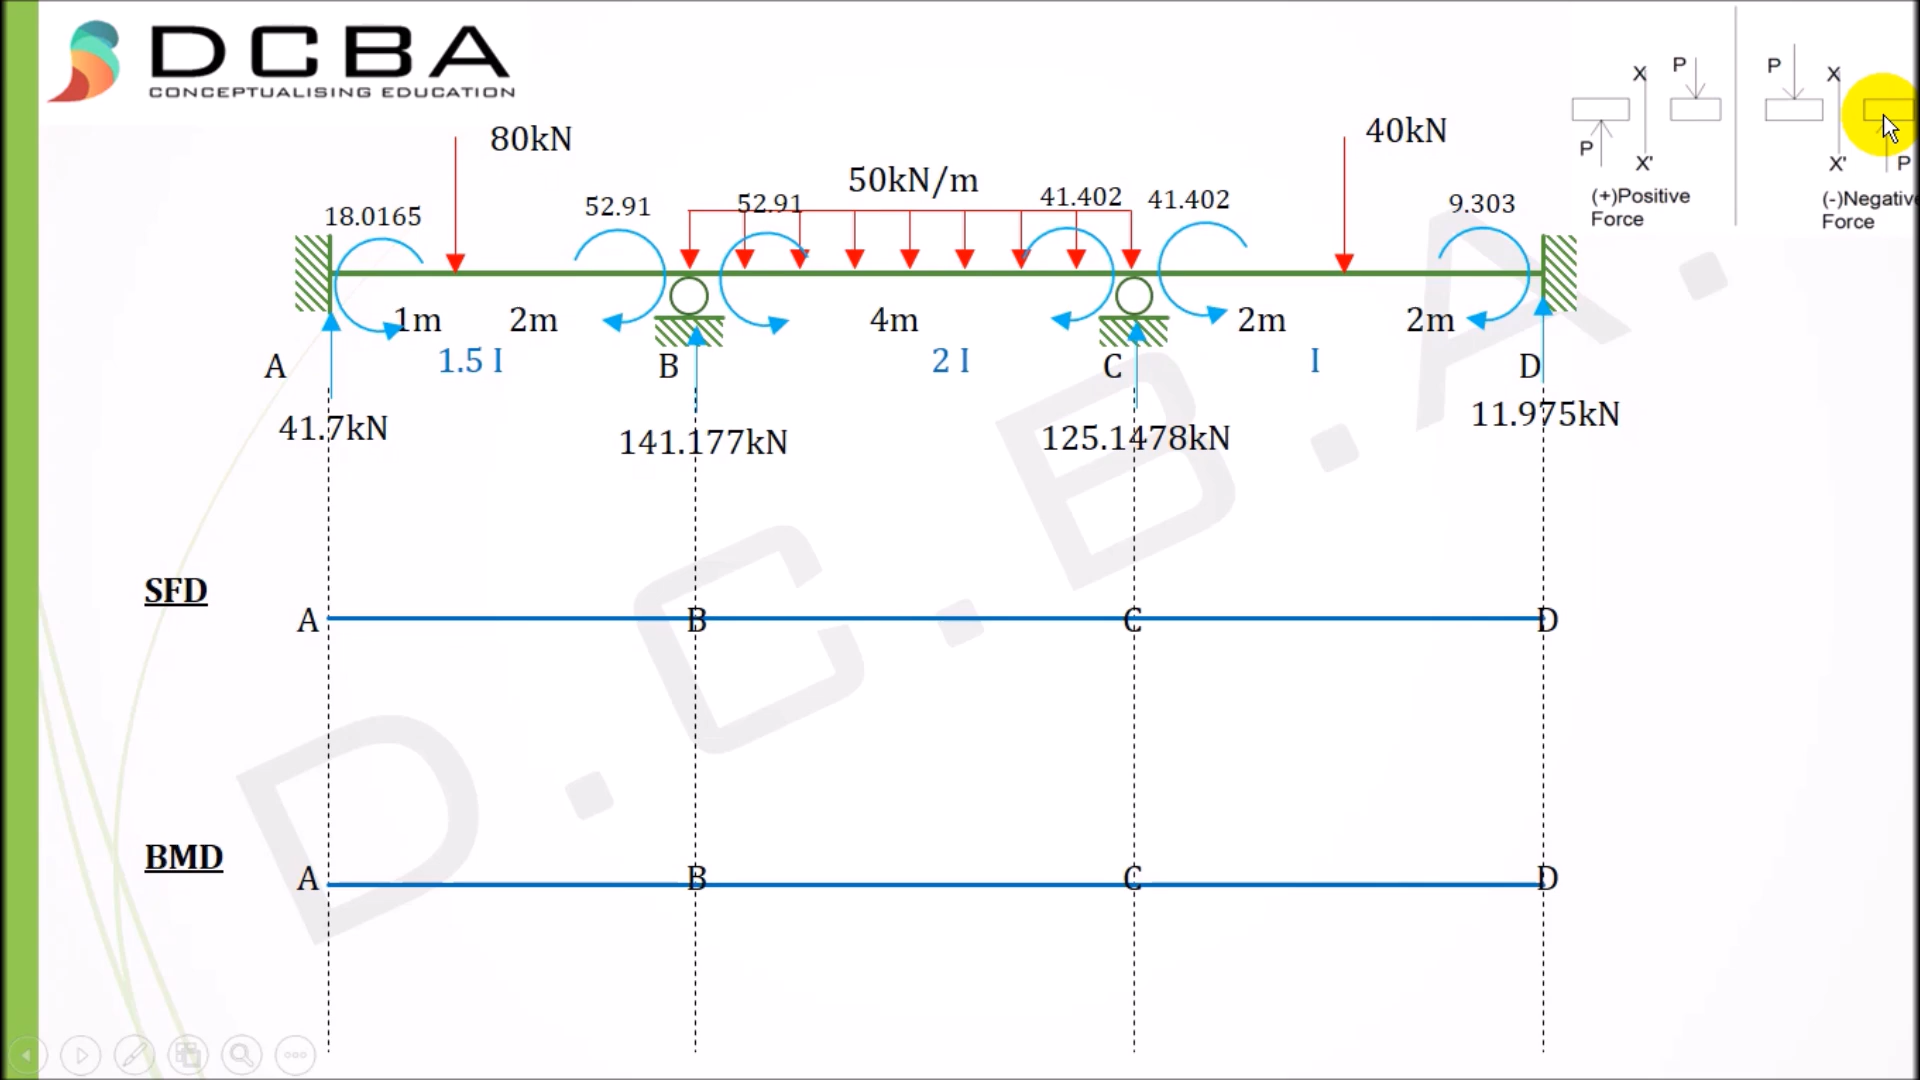 DCBA
CONCEPTUALISING EDUCATION
80kN
50kN/m
40kN
X P
P X'
(+)Positive
Force
P X
X' P
(-)Negative
Force
18.0165 52.91 52.91 41.402 41.402 9.303
1m 2m 4m 2m 2m
A 1.5 I B 2 I C I D
41.7kN 141.177kN 125.1478kN 11.975kN
SFD
A B C D
BMD
A B C D
D.C.B.A.